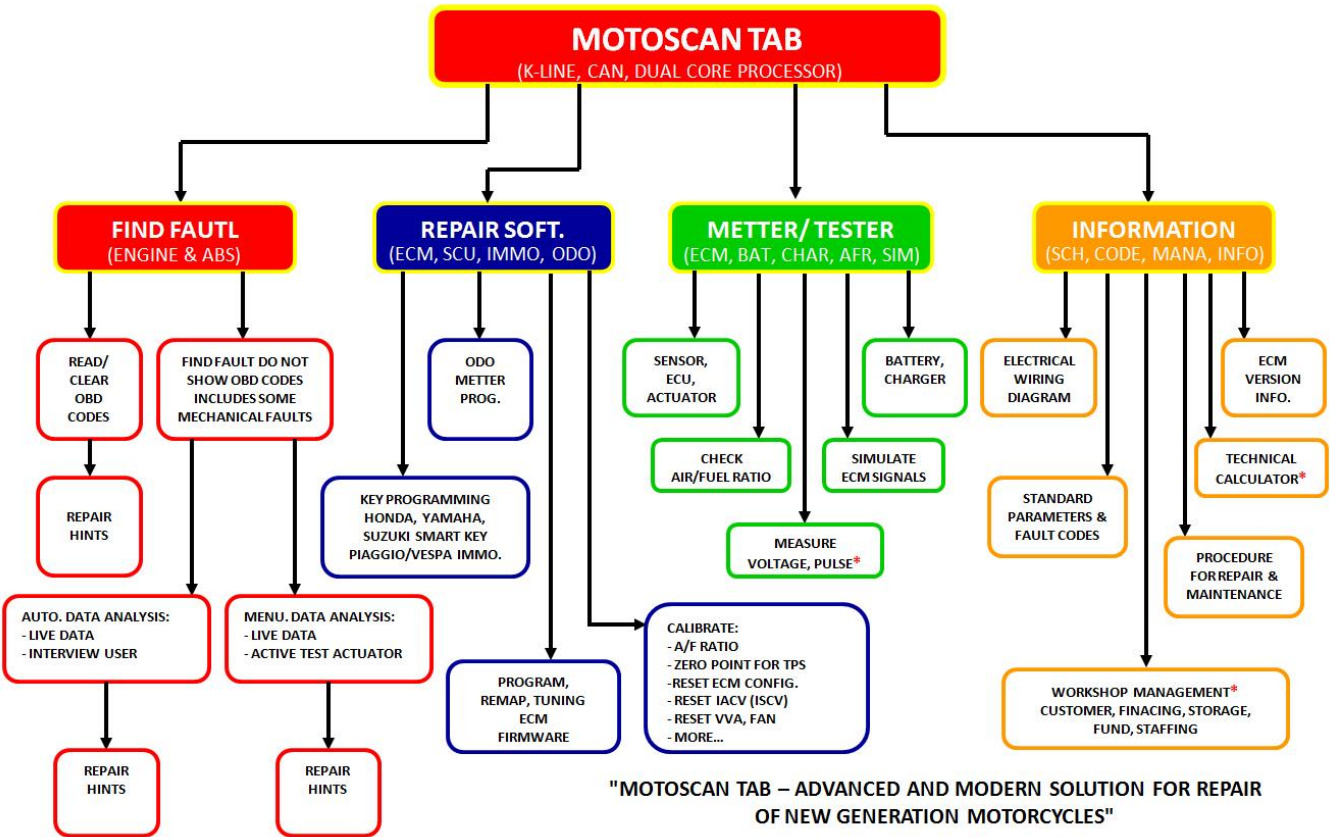 MOTOSCAN TAB
(K-LINE, CAN, DUAL CORE PROCESSOR)
FIND FAUTL
(ENGINE & ABS)
READ/
CLEAR
OBD
CODES
REPAIR
HINTS
FIND FAULT DO NOT
SHOW OBD CODES
INCLUDES SOME
MECHANICAL FAULTS
AUTO. DATA ANALYSIS:
- LIVE DATA
- INTERVIEW USER
REPAIR
HINTS
MENU. DATA ANALYSIS:
- LIVE DATA
- ACTIVE TEST ACTUATOR
REPAIR
HINTS
REPAIR SOFT.
(ECM, SCU, IMMO, ODO)
ODO
METTER
PROG.
KEY PROGRAMMING
HONDA, YAMAHA,
SUZUKI SMART KEY
PIAGGIO/VESPA IMMO.
PROGRAM,
REMAP, TUNING
ECM
FIRMWARE
CALIBRATE:
- A/F RATIO
- ZERO POINT FOR TPS
-RESET ECM CONFIG.
- RESET IACV (ISCV)
- RESET VVA, FAN
- MORE...
METTER/ TESTER
(ECM, BAT, CHAR, AFR, SIM)
SENSOR,
ECU,
ACTUATOR
BATTERY,
CHARGER
CHECK
AIR/FUEL RATIO
SIMULATE
ECM SIGNALS
MEASURE
VOLTAGE, PULSE*
INFORMATION
(SCH, CODE, MANA, INFO)
ELECTRICAL
WIRING
DIAGRAM
ECM
VERSION
INFO.
TECHNICAL
CALCULATOR*
STANDARD
PARAMETERS &
FAULT CODES
PROCEDURE
FOR REPAIR &
MAINTENANCE
WORKSHOP MANAGEMENT*
CUSTOMER, FINACING, STORAGE,
FUND, STAFFING
"MOTOSCAN TAB – ADVANCED AND MODERN SOLUTION FOR REPAIR
OF NEW GENERATION MOTORCYCLES"